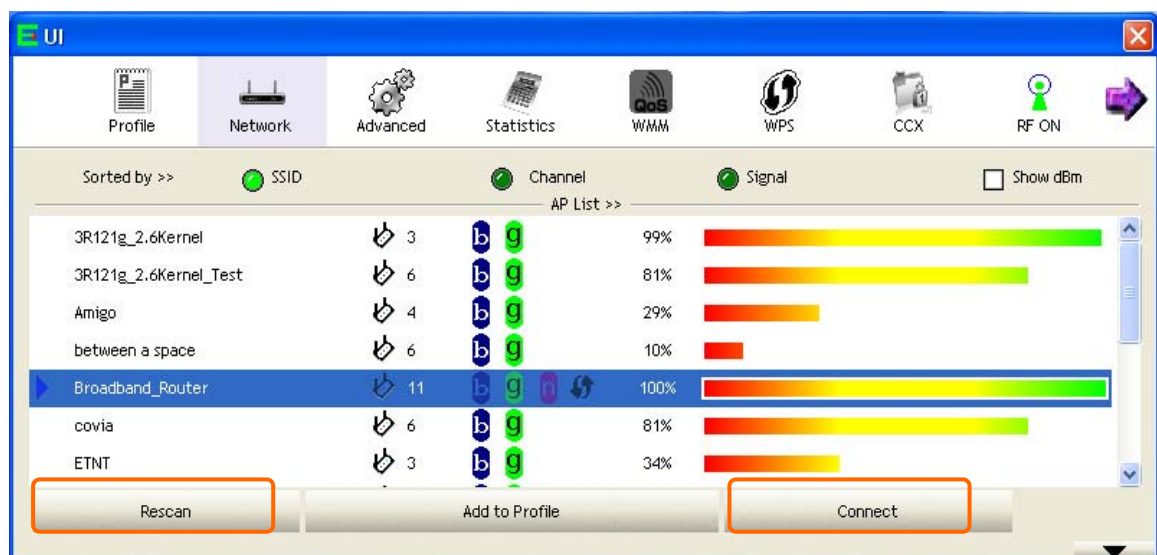 UI
Profile Network Advanced Statistics QoS WMM WPS CCX RF ON
Sorted by >> SSID Channel Signal Show dBm
AP List >>
3R121g_2.6Kernel 3 b g 99%
3R121g_2.6Kernel_Test 6 b g 81%
Amigo 4 b g 29%
between a space 6 b g 10%
Broadband_Router 11 b g n 100%
covia 6 b g 81%
ETNT 3 b g 34%
Rescan Add to Profile Connect